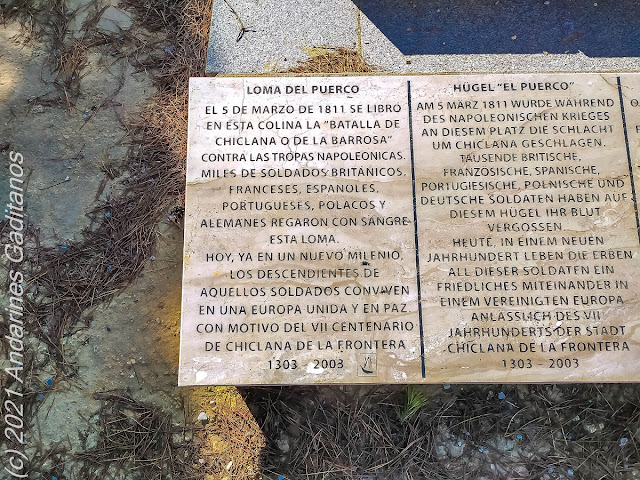 LOMA DEL PUERCO
EL 5 DE MARZO DE 1811 SE LIBRO
EN ESTA COLINA LA "BATALLA DE
CHICLANA O DE LA BARROSA"
CONTRA LAS TROPAS NAPOLEONICAS.
MILES DE SOLDADOS BRITANICOS,
FRANCESES, ESPAÑOLES,
PORTUGUESES, POLACOS Y
ALEMANES REGARON CON SANGRE
ESTA LOMA.
HOY, YA EN UN NUEVO MILENIO,
LOS DESCENDIENTES DE
AQUELLOS SOLDADOS CONVIVEN
EN UNA EUROPA UNIDA Y EN PAZ
CON MOTIVO DEL VII CENTENARIO
DE CHICLANA DE LA FRONTERA
1303 - 2003
HÜGEL "EL PUERCO"
AM 5 MÄRZ 1811 WURDE WÄHREND
DES NAPOLEONISCHEN KRIEGES
AN DIESEM PLATZ DIE SCHLACHT
UM CHICLANA GESCHLAGEN.
TAUSENDE BRITISCHE,
FRANZÖSISCHE, SPANISCHE,
PORTUGIESISCHE, POLNISCHE UND
DEUTSCHE SOLDATEN HABEN AUF
DIESEM HÜGEL IHR BLUT
VERGOSSEN.
HEUTE, IN EINEM NEUEN
JAHRHUNDERT LEBEN DIE ERBEN
ALL DIESER SOLDATEN EIN
FRIEDLICHES MITEINANDER IN
EINEM VEREINIGTEN EUROPA
ANLÄSSLICH DES VII
JAHRHUNDERTS DER STADT
CHICLANA DE LA FRONTERA
1303 - 2003
(c) 2021 Andarines Gaditanos